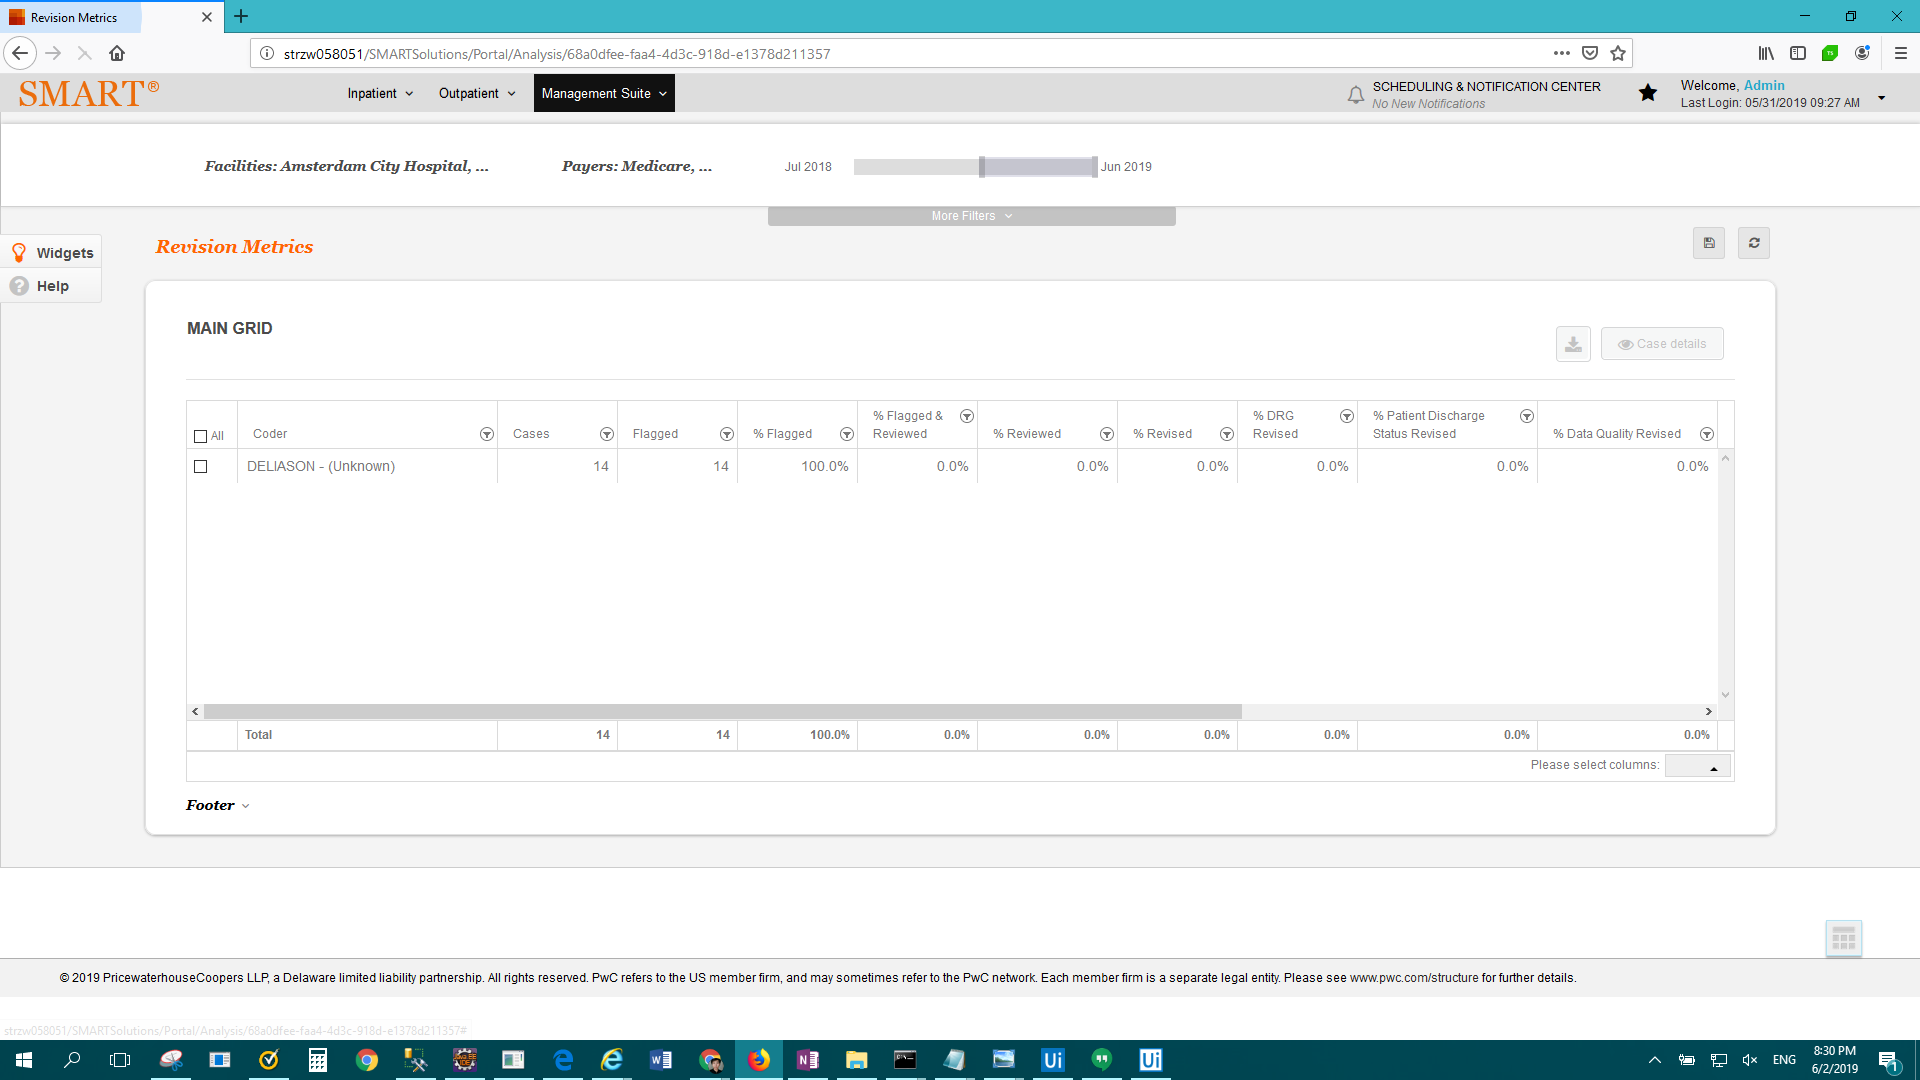 Revision Metrics
strzw058051/SMARTSolutions/Portal/Analysis/68a0dfee-faa4-4d3c-918d-e1378d211357
SMART®
Inpatient
Outpatient
Management Suite
SCHEDULING & NOTIFICATION CENTER
No New Notifications
Welcome, Admin
Last Login: 05/31/2019 09:27 AM
Facilities: Amsterdam City Hospital, ...
Payers: Medicare, ...
Jul 2018
Jun 2019
More Filters
Widgets
Help
Revision Metrics
MAIN GRID
Case details
All
Coder
Cases
Flagged
% Flagged
% Flagged &
Reviewed
% Reviewed
% Revised
% DRG
Revised
% Patient Discharge
Status Revised
% Data Quality Revised
DELIASON - (Unknown) 14 14 100.0% 0.0% 0.0% 0.0% 0.0% 0.0% 0.0%
Total 14 14 100.0% 0.0% 0.0% 0.0% 0.0% 0.0% 0.0%
Please select columns:
Footer
© 2019 PricewaterhouseCoopers LLP, a Delaware limited liability partnership. All rights reserved. PwC refers to the US member firm, and may sometimes refer to the PwC network. Each member firm is a separate legal entity. Please see www.pwc.com/structure for further details.
strzw058051/SMARTSolutions/Portal/Analysis/68a0dfee-faa4-4d3c-918d-e1378d211357#
ENG
8:30 PM
6/2/2019
1